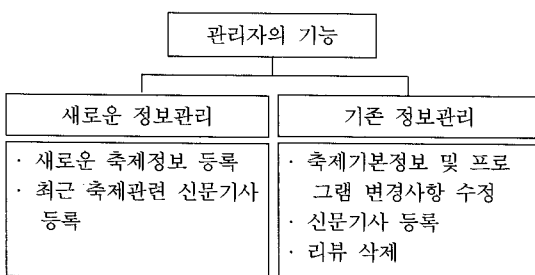 관리자의 기능
새로운 정보관리
기존 정보관리
· 새로운 축제정보 등록
· 최근 축제관련 신문기사
등록
· 축제기본정보 및 프로
그램 변경사항 수정
· 신문기사 등록
· 리뷰 삭제